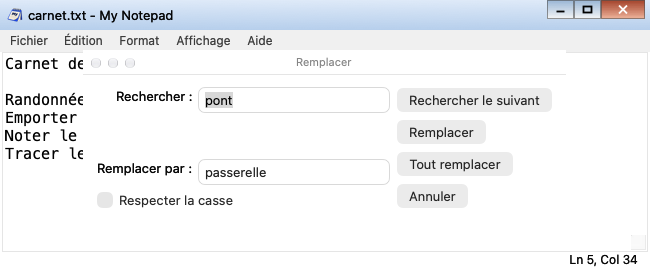 carnet.txt - My Notepad
Fichier Édition Format Affichage Aide
Carnet de
Remplacer
Randonnée
Emporter
Noter le
Tracer le
Rechercher : pont
Rechercher le suivant
Remplacer
Remplacer par : passerelle
Tout remplacer
Respecter la casse
Annuler
Ln 5, Col 34